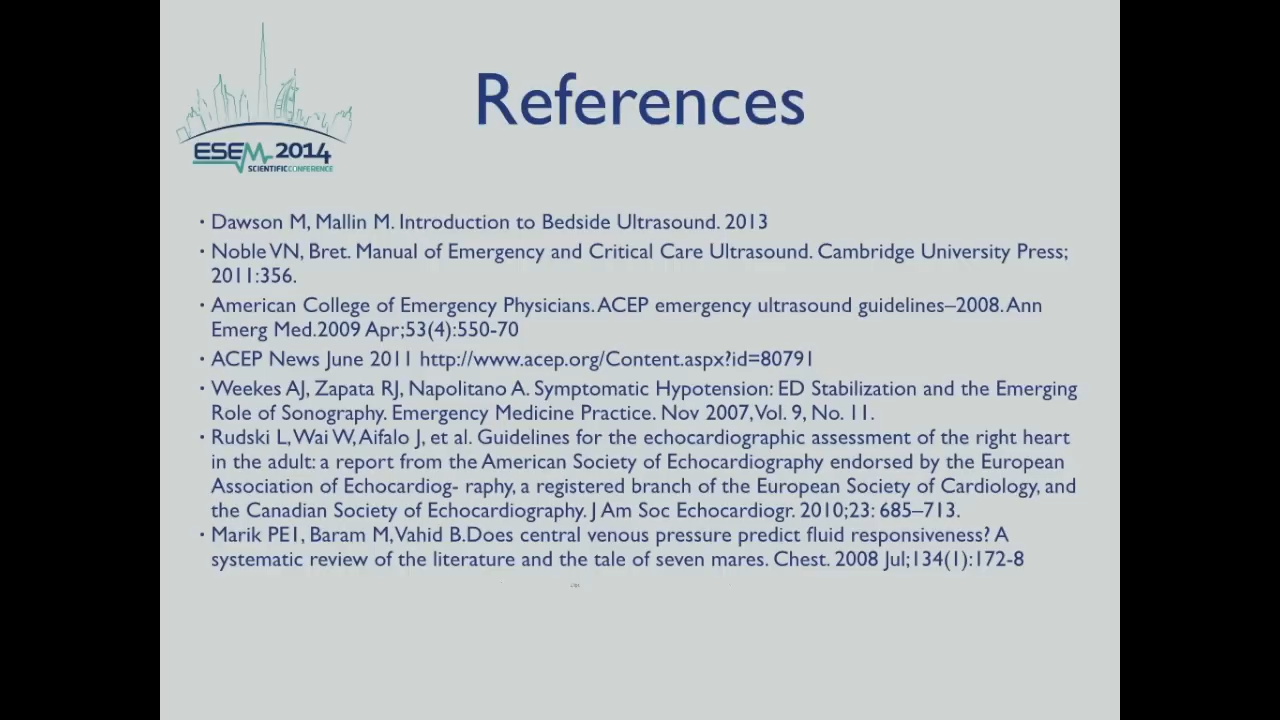 References
ESEM 2014
SCIENTIFICCONFERENCE
· Dawson M, Mallin M. Introduction to Bedside Ultrasound. 2013
· Noble VN, Bret. Manual of Emergency and Critical Care Ultrasound. Cambridge University Press;
2011:356.
· American College of Emergency Physicians. ACEP emergency ultrasound guidelines–2008. Ann
Emerg Med.2009 Apr;53(4):550-70
· ACEP News June 2011 http://www.acep.org/Content.aspx?id=80791
· Weekes AJ, Zapata RJ, Napolitano A. Symptomatic Hypotension: ED Stabilization and the Emerging
Role of Sonography. Emergency Medicine Practice. Nov 2007, Vol. 9, No. 11.
· Rudski L, Wai W, Aifalo J, et al. Guidelines for the echocardiographic assessment of the right heart
in the adult: a report from the American Society of Echocardiography endorsed by the European
Association of Echocardiog- raphy, a registered branch of the European Society of Cardiology, and
the Canadian Society of Echocardiography. J Am Soc Echocardiogr. 2010;23: 685–713.
· Marik PE1, Baram M, Vahid B.Does central venous pressure predict fluid responsiveness? A
systematic review of the literature and the tale of seven mares. Chest. 2008 Jul;134(1):172-8